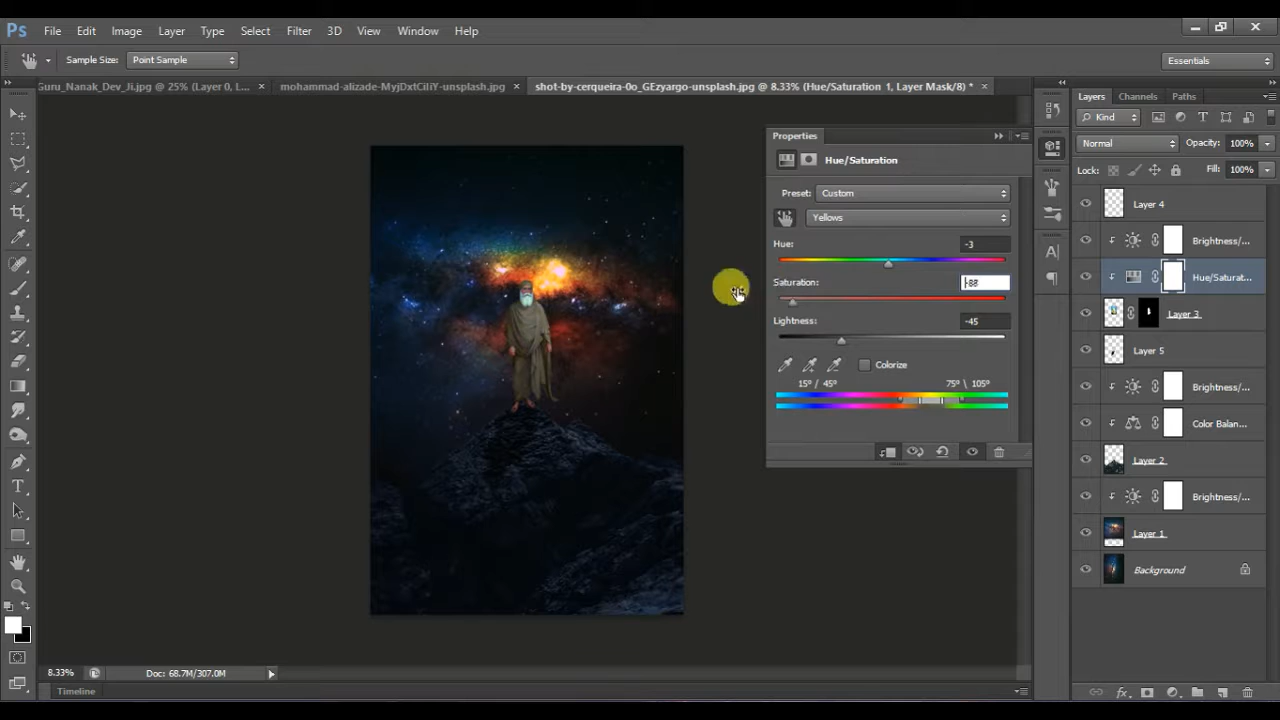 Ps File Edit Image Layer Type Select Filter 3D View Window Help
Sample Size: Point Sample Essentials
Guru_Nanak_Dev_Ji.jpg @ 25% (Layer 0, L... × mohammad-alizade-MyjDxtCiIiY-unsplash.jpg × shot-by-cerqueira-0o_GEzyargo-unsplash.jpg @ 8.33% (Hue/Saturation 1, Layer Mask/8) * ×
Properties
Hue/Saturation
Preset: Custom
Yellows
Hue: -3
Saturation: -88
Lightness: -45
Colorize
15° / 45° 75° \ 105°
Layers Channels Paths
Kind
Normal Opacity: 100%
Lock: Fill: 100%
Layer 4
Brightness/...
Hue/Saturat...
Layer 3
Layer 5
Brightness/...
Color Balan...
Layer 2
Brightness/...
Layer 1
Background
8.33% Doc: 68.7M/307.0M
Timeline